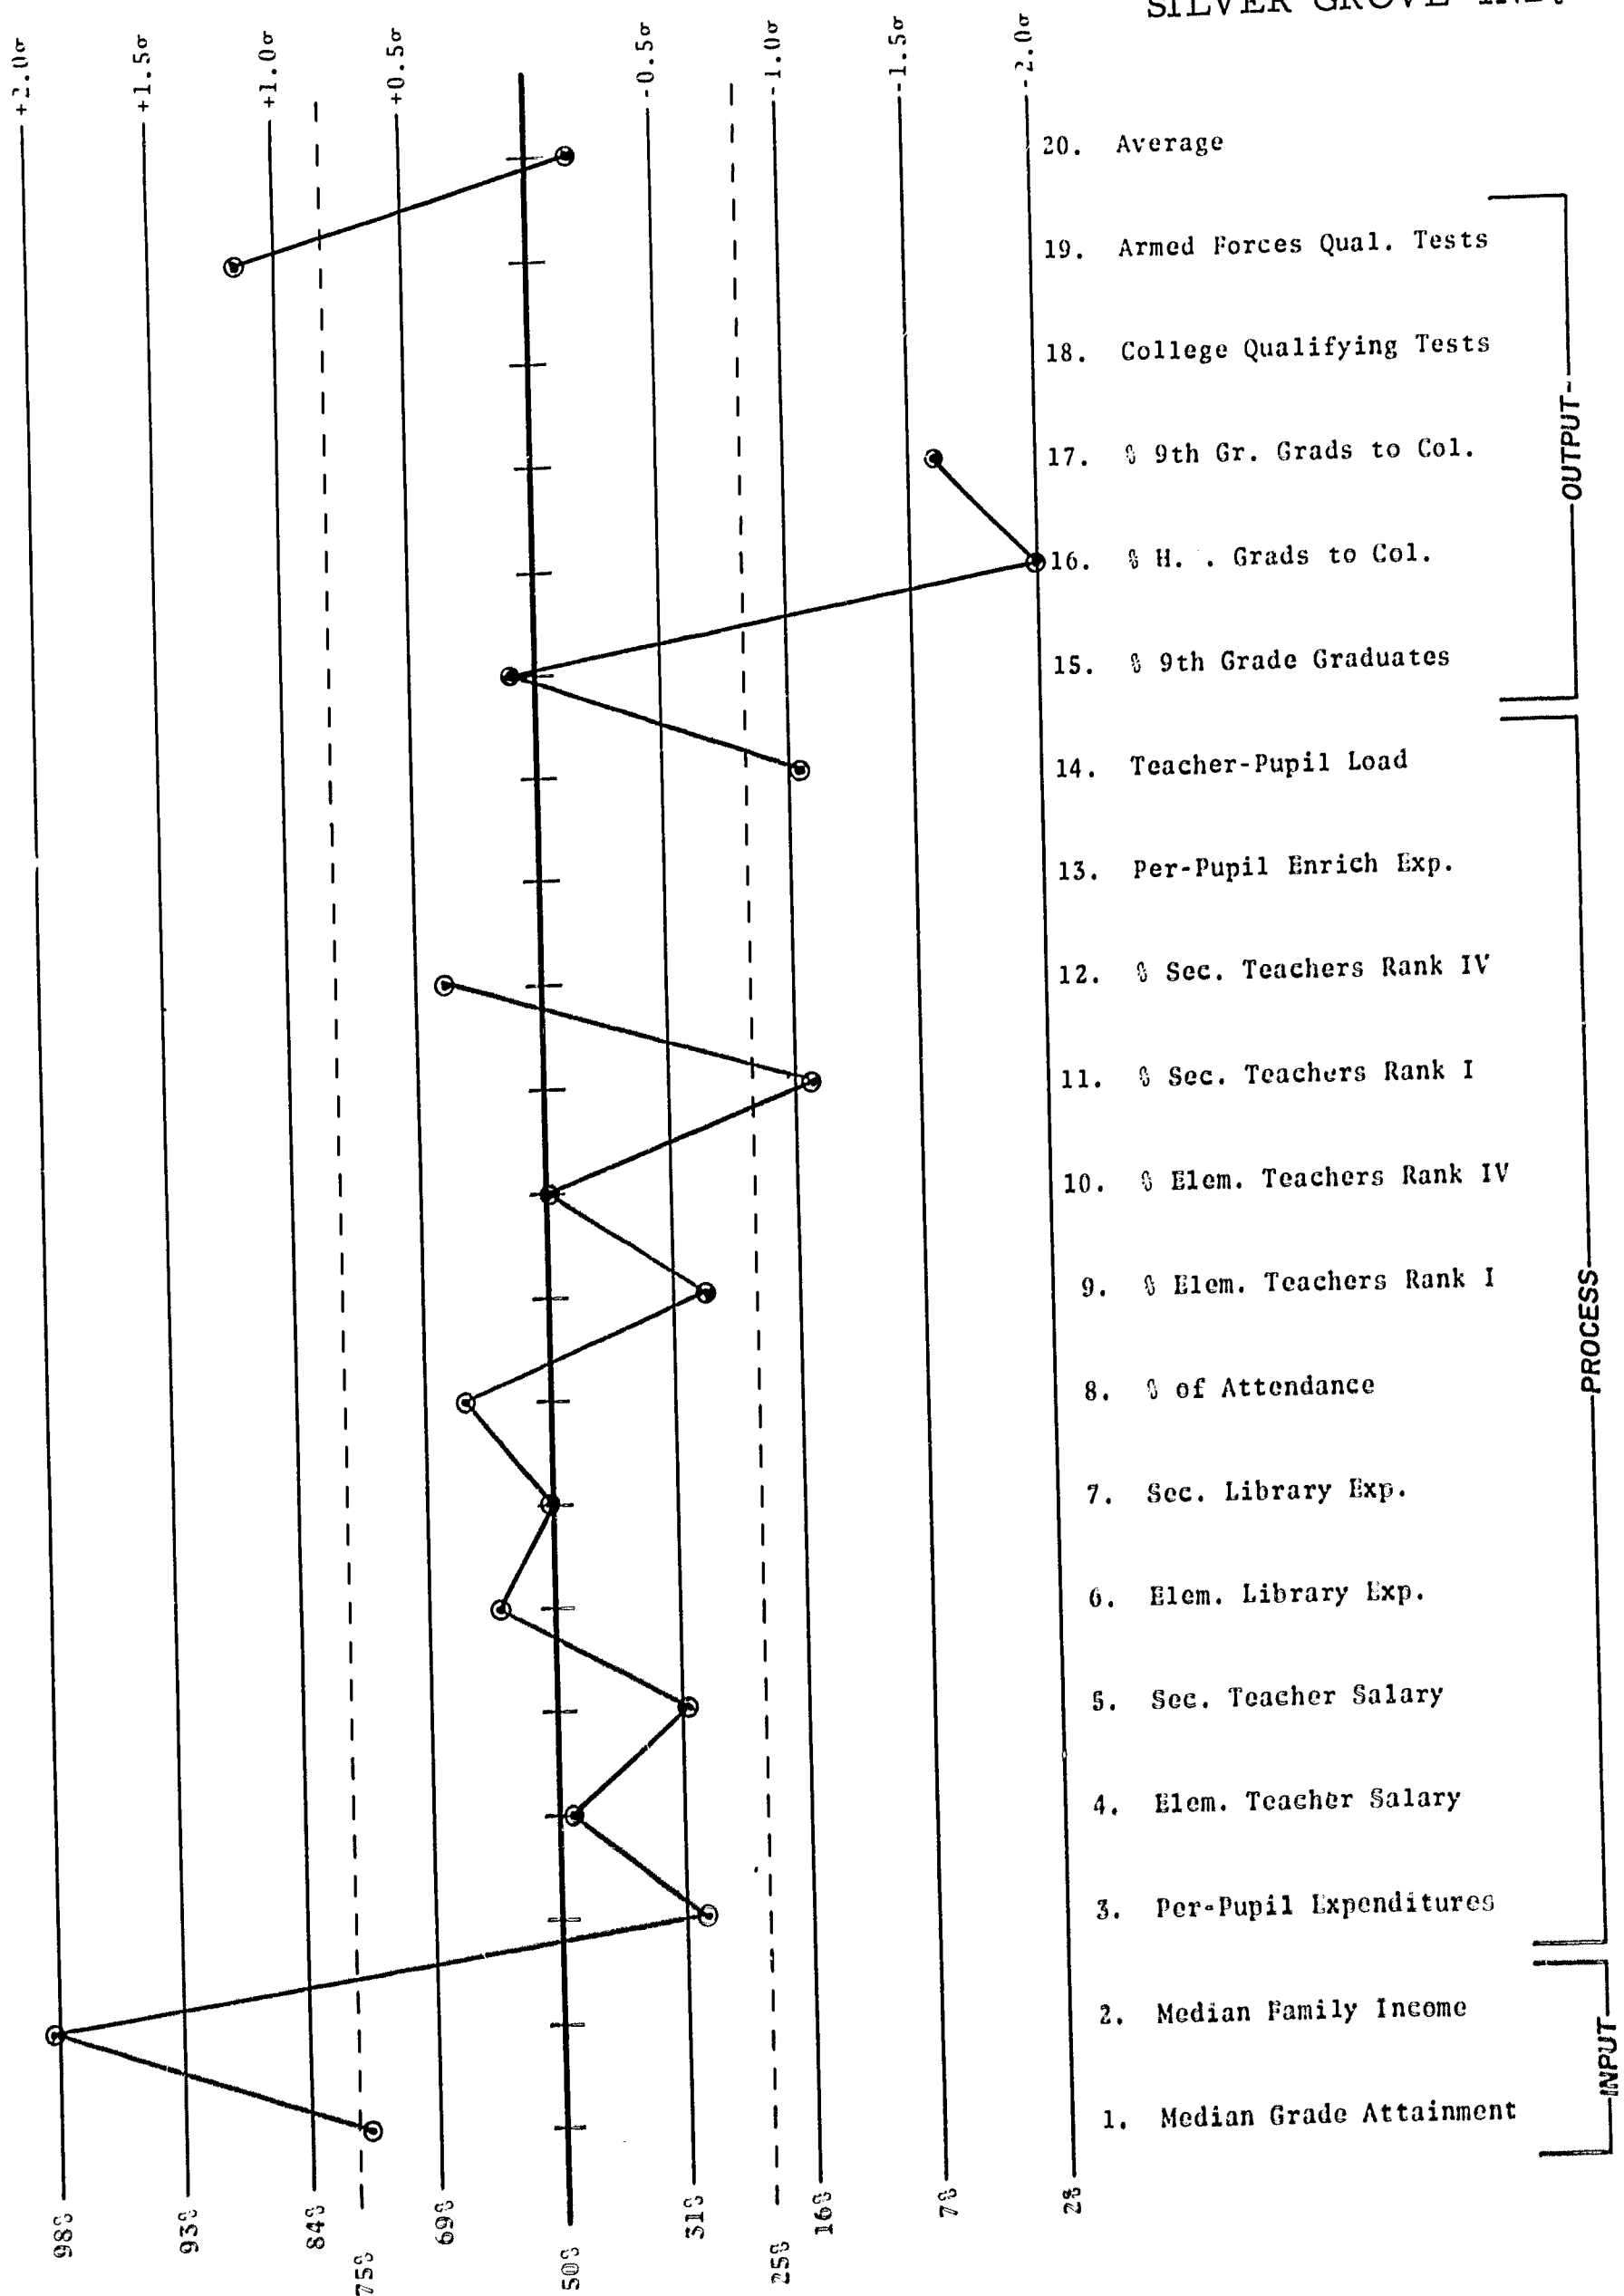 SILVER GROVE IND.
+2.0σ
+1.5σ
+1.0σ
+0.5σ
-0.5σ
-1.0σ
-1.5σ
-2.0σ
20. Average
19. Armed Forces Qual. Tests
18. College Qualifying Tests
17. % 9th Gr. Grads to Col.
16. % H. . Grads to Col.
15. % 9th Grade Graduates
14. Teacher-Pupil Load
13. Per-Pupil Enrich Exp.
12. % Sec. Teachers Rank IV
11. % Sec. Teachers Rank I
10. % Elem. Teachers Rank IV
9. % Elem. Teachers Rank I
8. % of Attendance
7. Sec. Library Exp.
6. Elem. Library Exp.
5. Sec. Teacher Salary
4. Elem. Teacher Salary
3. Per-Pupil Expenditures
2. Median Family Income
1. Median Grade Attainment
OUTPUT
PROCESS
INPUT
98%
93%
84%
75%
69%
50%
31%
25%
16%
7%
2%